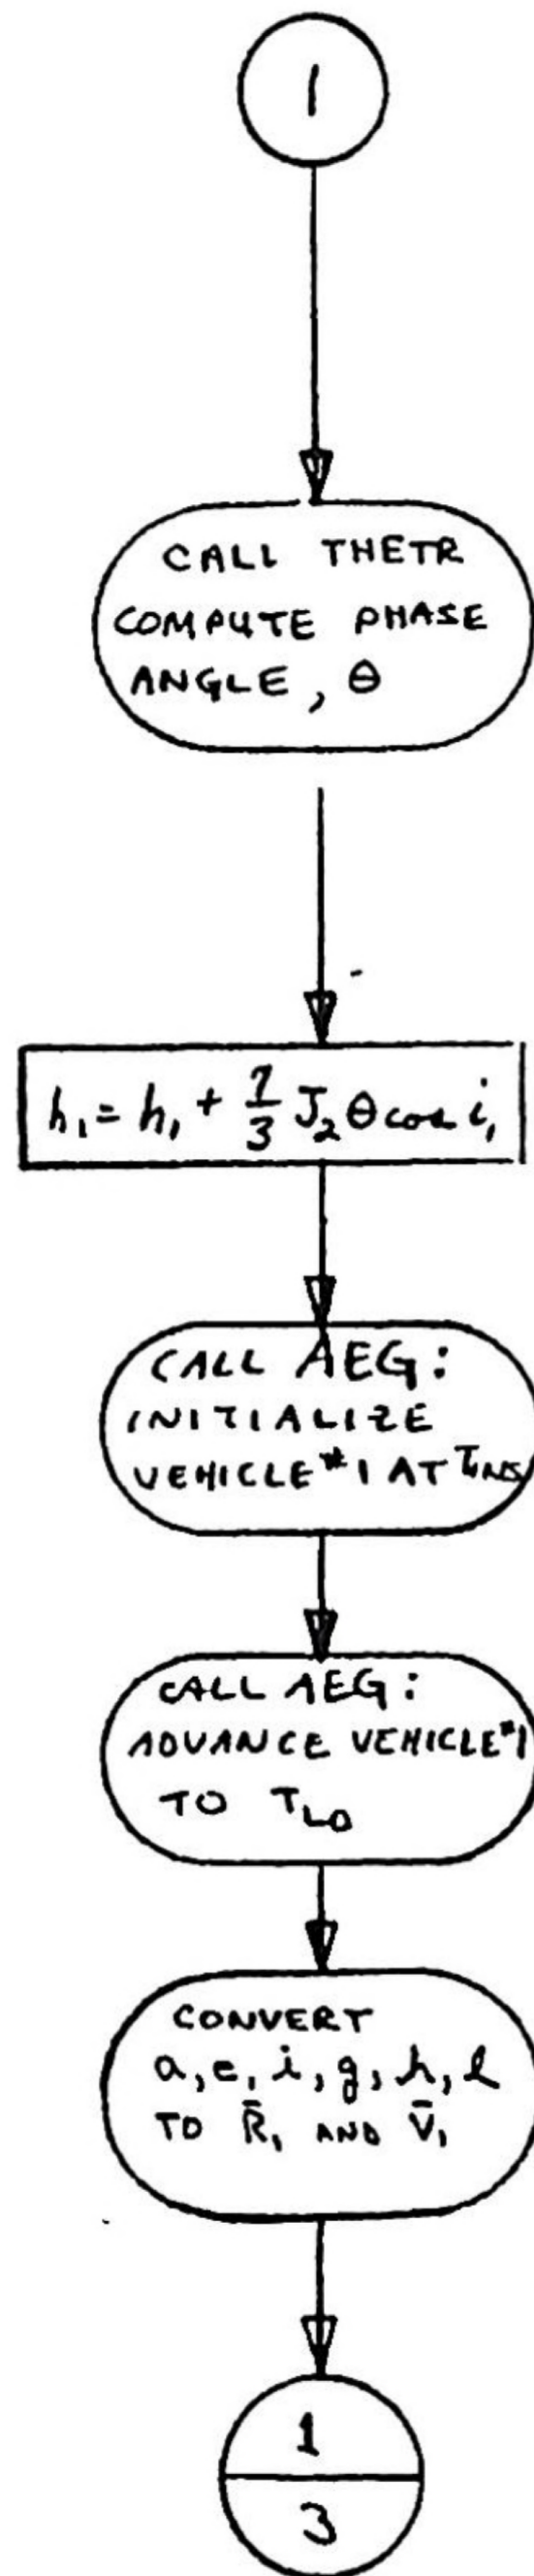 1
CALL THETR
COMPUTE PHASE
ANGLE, θ
h₁ = h₁ + 7/3 J₂ θ cos i₁
CALL AEG:
INITIALIZE
VEHICLE #1 AT T_INS
CALL AEG:
ADVANCE VEHICLE #1
TO T_LO
CONVERT
a, e, i, g, h, l
TO R̄₁ AND V̄₁
1
3